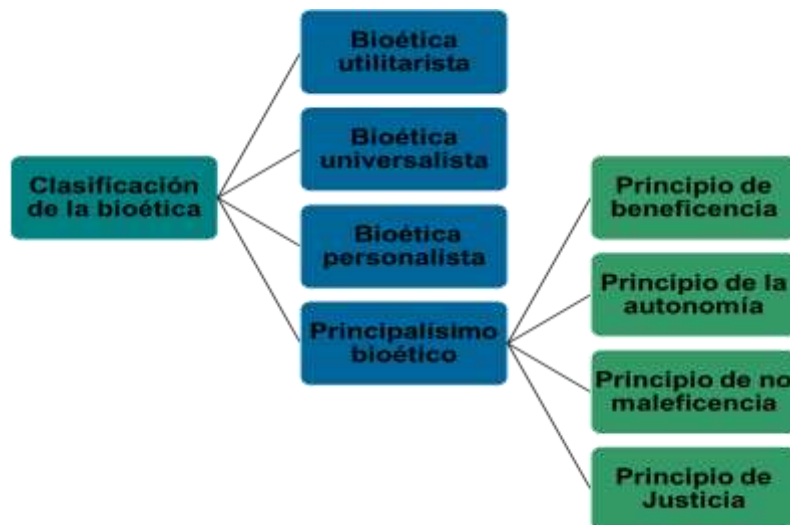 Clasificación
de la bioética
Bioética
utilitarista
Bioética
universalista
Bioética
personalista
Principalísimo
bioético
Principio de
beneficencia
Principio de la
autonomía
Principio de no
maleficencia
Principio de
Justicia